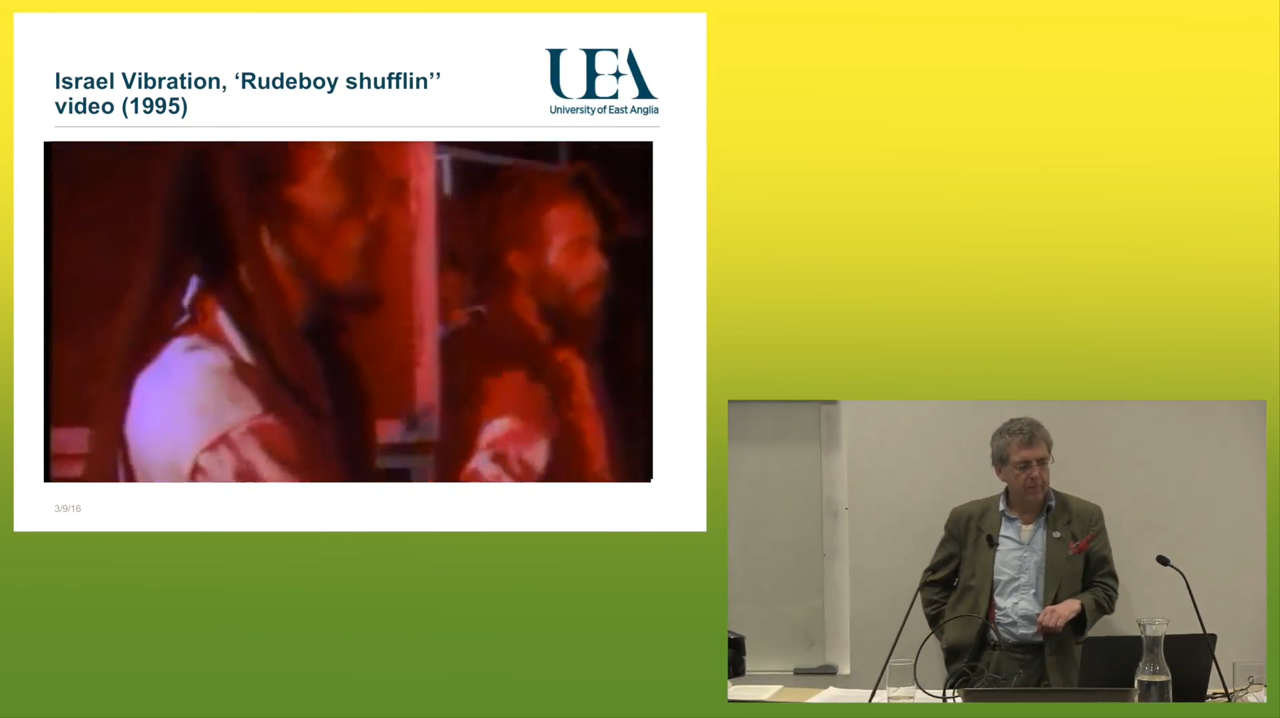 Israel Vibration, ‘Rudeboy shufflin’’
video (1995)
UEA
University of East Anglia
3/9/16